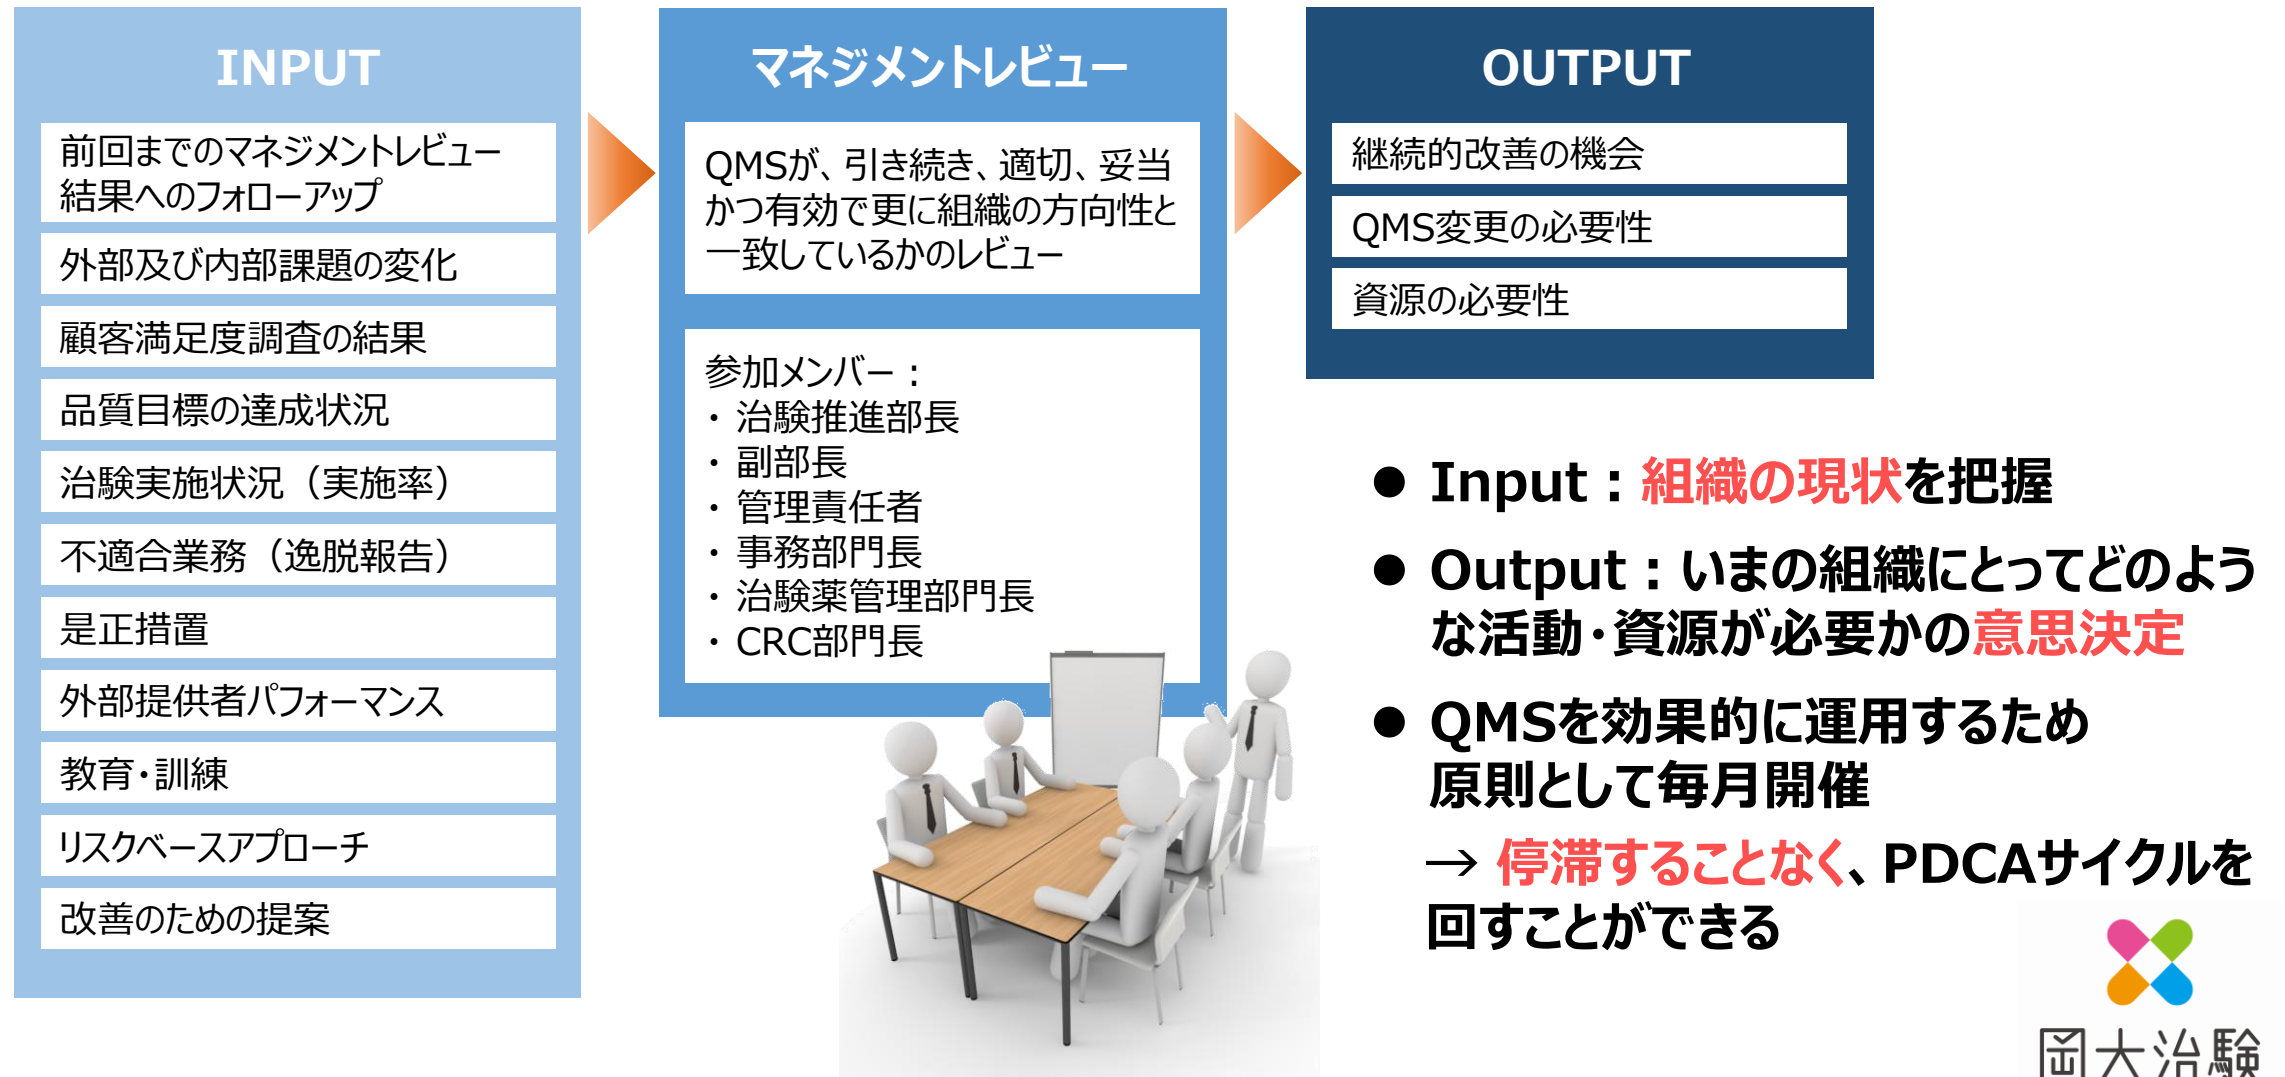 INPUT
前回までのマネジメントレビュー
結果へのフォローアップ
外部及び内部課題の変化
顧客満足度調査の結果
品質目標の達成状況
治験実施状況（実施率）
不適合業務（逸脱報告）
是正措置
外部提供者パフォーマンス
教育・訓練
リスクベースアプローチ
改善のための提案
マネジメントレビュー
QMSが、引き続き、適切、妥当
かつ有効で更に組織の方向性と
一致しているかのレビュー
参加メンバー：
・治験推進部長
・副部長
・管理責任者
・事務部門長
・治験薬管理部門長
・CRC部門長
OUTPUT
継続的改善の機会
QMS変更の必要性
資源の必要性
● Input：組織の現状を把握
● Output：いまの組織にとってどのよう
な活動・資源が必要かの意思決定
● QMSを効果的に運用するため
原則として毎月開催
→ 停滞することなく、PDCAサイクルを
回すことができる
岡大治験